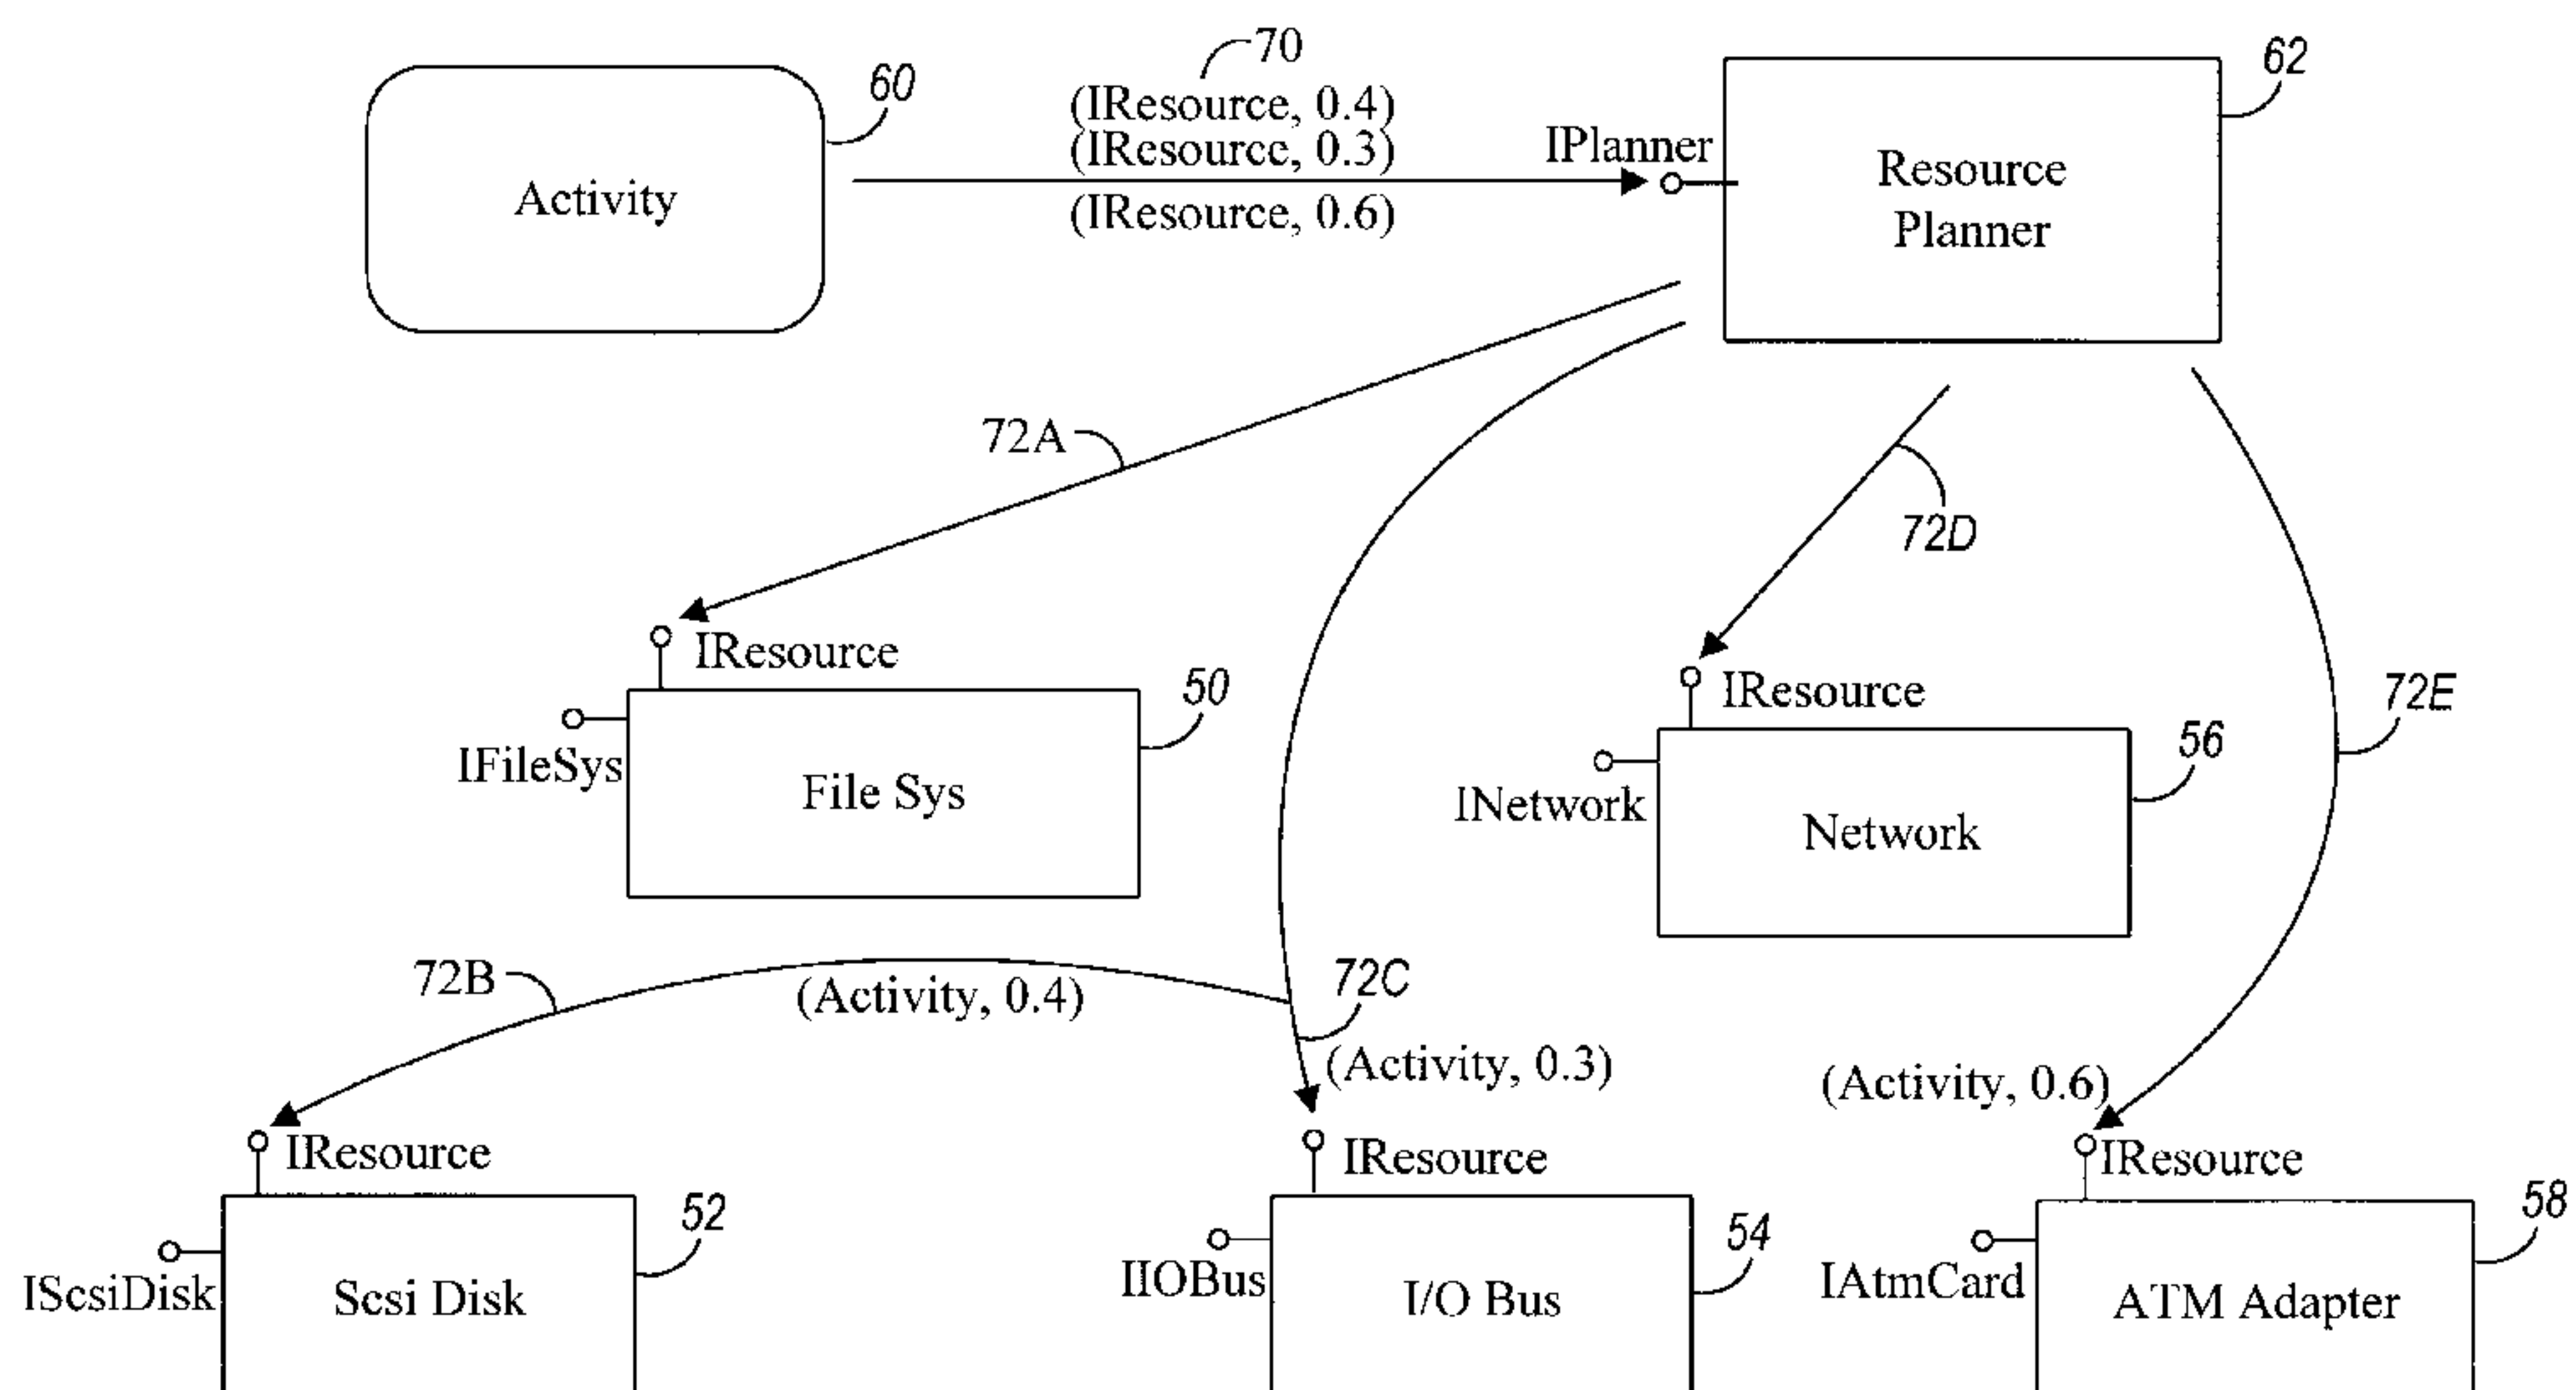 70
60
(IResource, 0.4)
62
(IResource, 0.3)
IPlanner
Activity
Resource
Planner
(IResource, 0.6)
72A
72D
IResource
50
IResource
72E
IFileSys
File Sys
56
INetwork
Network
72B
(Activity, 0.4)
72C
(Activity, 0.3)
(Activity, 0.6)
IResource
IResource
IResource
52
54
58
IScsiDisk
Scsi Disk
IIOBus
I/O Bus
IAtmCard
ATM Adapter